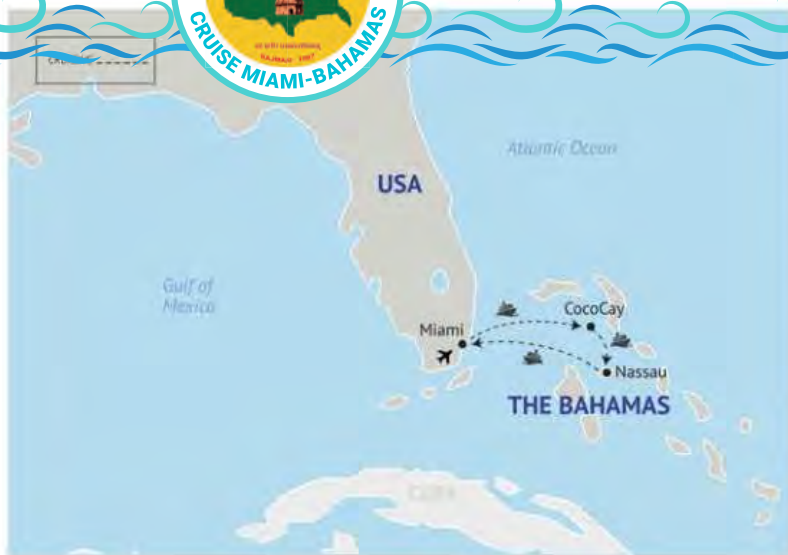 CRUISE MIAMI-BAHAMAS
Atlantic Ocean
USA
Gulf of
Mexico
CocoCay
Miami
Nassau
THE BAHAMAS
CUBA